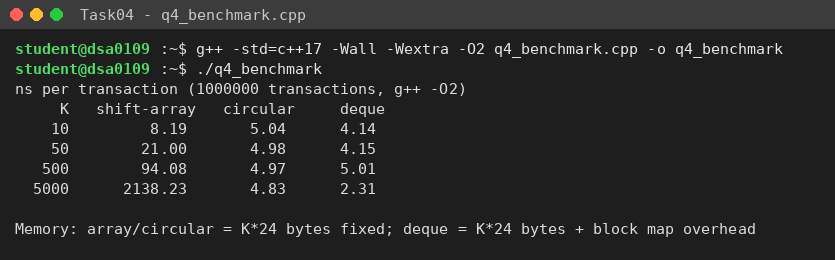 Task04 - q4_benchmark.cpp
student@dsa0109 :~$ g++ -std=c++17 -Wall -Wextra -O2 q4_benchmark.cpp -o q4_benchmark
student@dsa0109 :~$ ./q4_benchmark
ns per transaction (1000000 transactions, g++ -O2)
     K   shift-array   circular     deque
    10         8.19       5.04      4.14
    50        21.00       4.98      4.15
   500        94.08       4.97      5.01
  5000      2138.23       4.83      2.31
Memory: array/circular = K*24 bytes fixed; deque = K*24 bytes + block map overhead